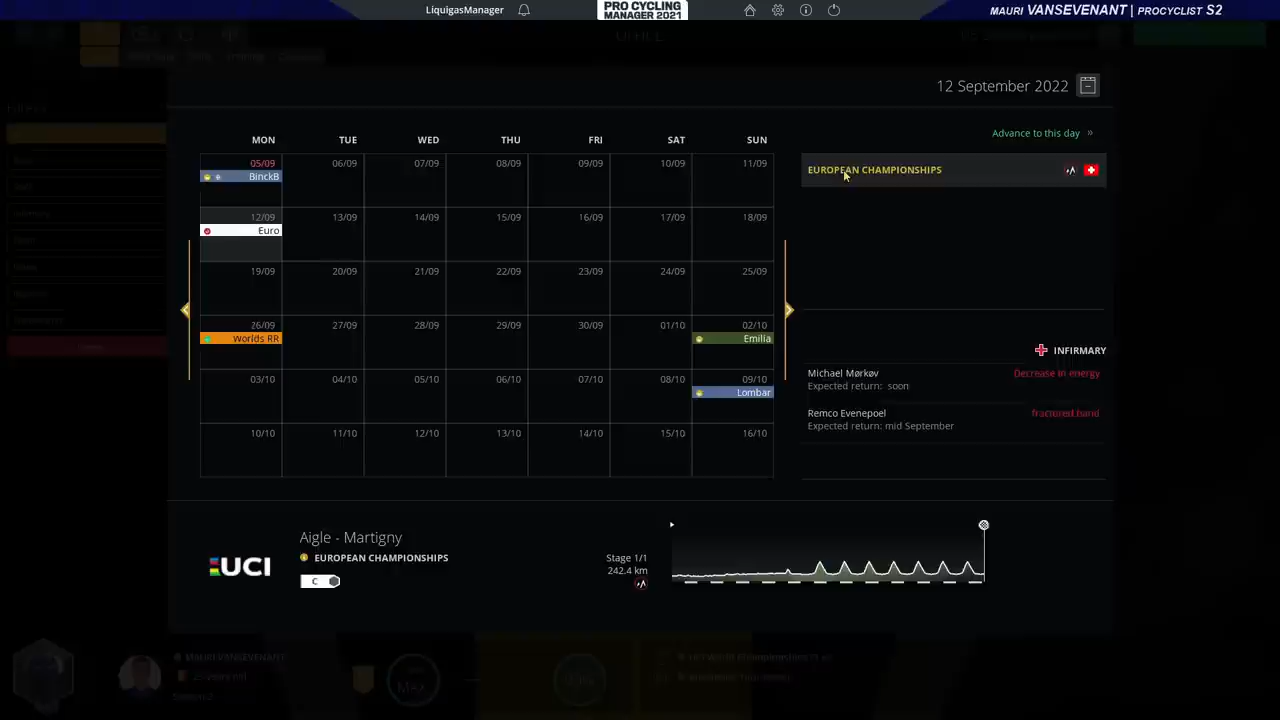 LiquigasManager
PRO CYCLING
MANAGER 2021
MAURI VANSEVENANT | PROCYCLIST S2
12 September 2022
MON TUE WED THU FRI SAT SUN
Advance to this day »
05/09 06/09 07/09 08/09 09/09 10/09 11/09
BinckB
EUROPEAN CHAMPIONSHIPS
12/09 13/09 14/09 15/09 16/09 17/09 18/09
Euro
19/09 20/09 21/09 22/09 23/09 24/09 25/09
26/09 27/09 28/09 29/09 30/09 01/10 02/10
Worlds RR Emilia
03/10 04/10 05/10 06/10 07/10 08/10 09/10
Lombar
10/10 11/10 12/10 13/10 14/10 15/10 16/10
INFIRMARY
Michael Mørkøv Decrease in energy
Expected return: soon
Remco Evenepoel fractured hand
Expected return: mid September
UCI
Aigle - Martigny
EUROPEAN CHAMPIONSHIPS
C
Stage 1/1
242.4 km
MAURI VANSEVENANT